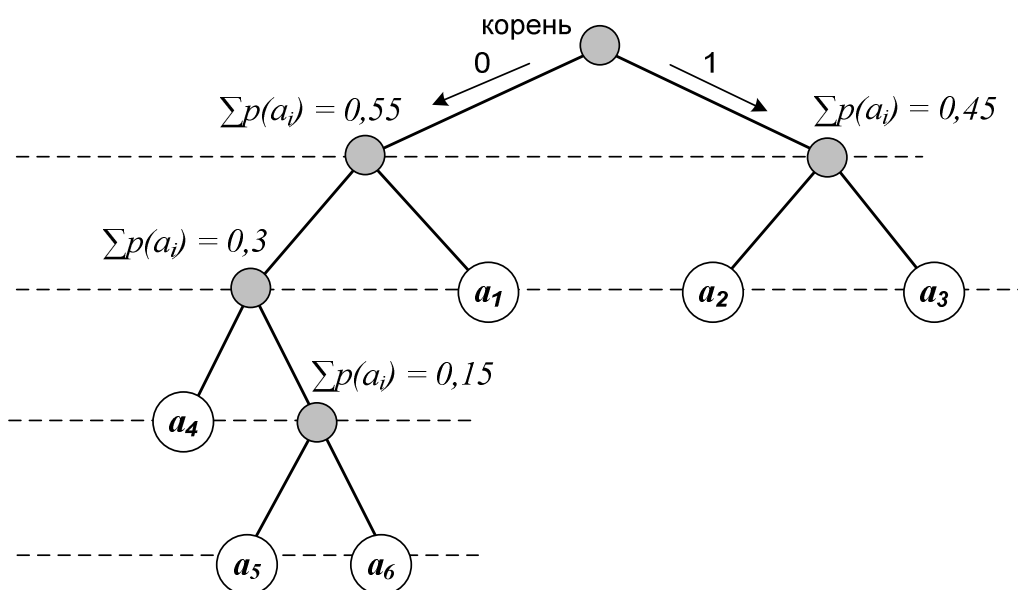 корень
0
1
∑p(aᵢ) = 0,55
∑p(aᵢ) = 0,45
∑p(aᵢ) = 0,3
a₁
a₂
a₃
∑p(aᵢ) = 0,15
a₄
a₅
a₆